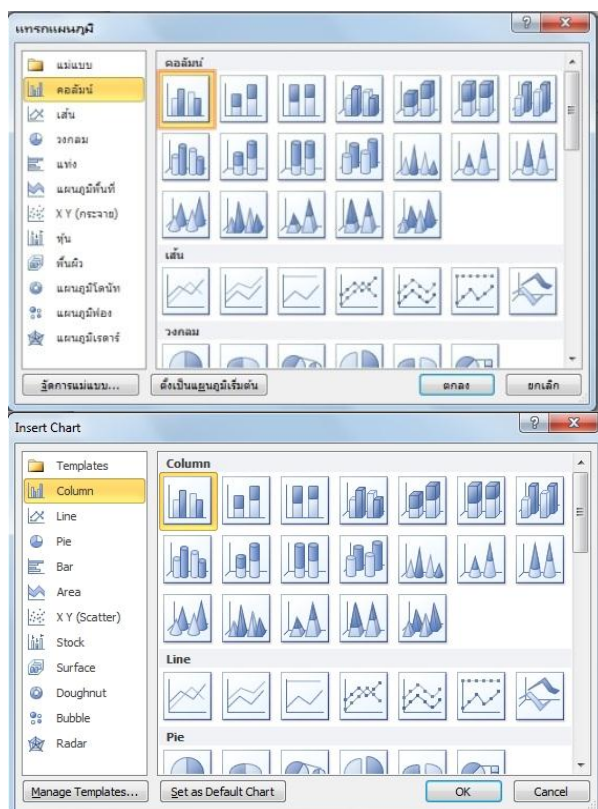 แทรกแผนภูมิ
แม่แบบ
คอลัมน์
เส้น
วงกลม
แท่ง
แผนภูมิพื้นที่
X Y (กระจาย)
หุ้น
พื้นผิว
แผนภูมิโดนัท
แผนภูมิฟอง
แผนภูมิเรดาร์
คอลัมน์
เส้น
วงกลม
จัดการแม่แบบ...
ตั้งเป็นแผนภูมิเริ่มต้น
ตกลง
ยกเลิก
Insert Chart
Templates
Column
Line
Pie
Bar
Area
X Y (Scatter)
Stock
Surface
Doughnut
Bubble
Radar
Column
Line
Pie
Manage Templates...
Set as Default Chart
OK
Cancel